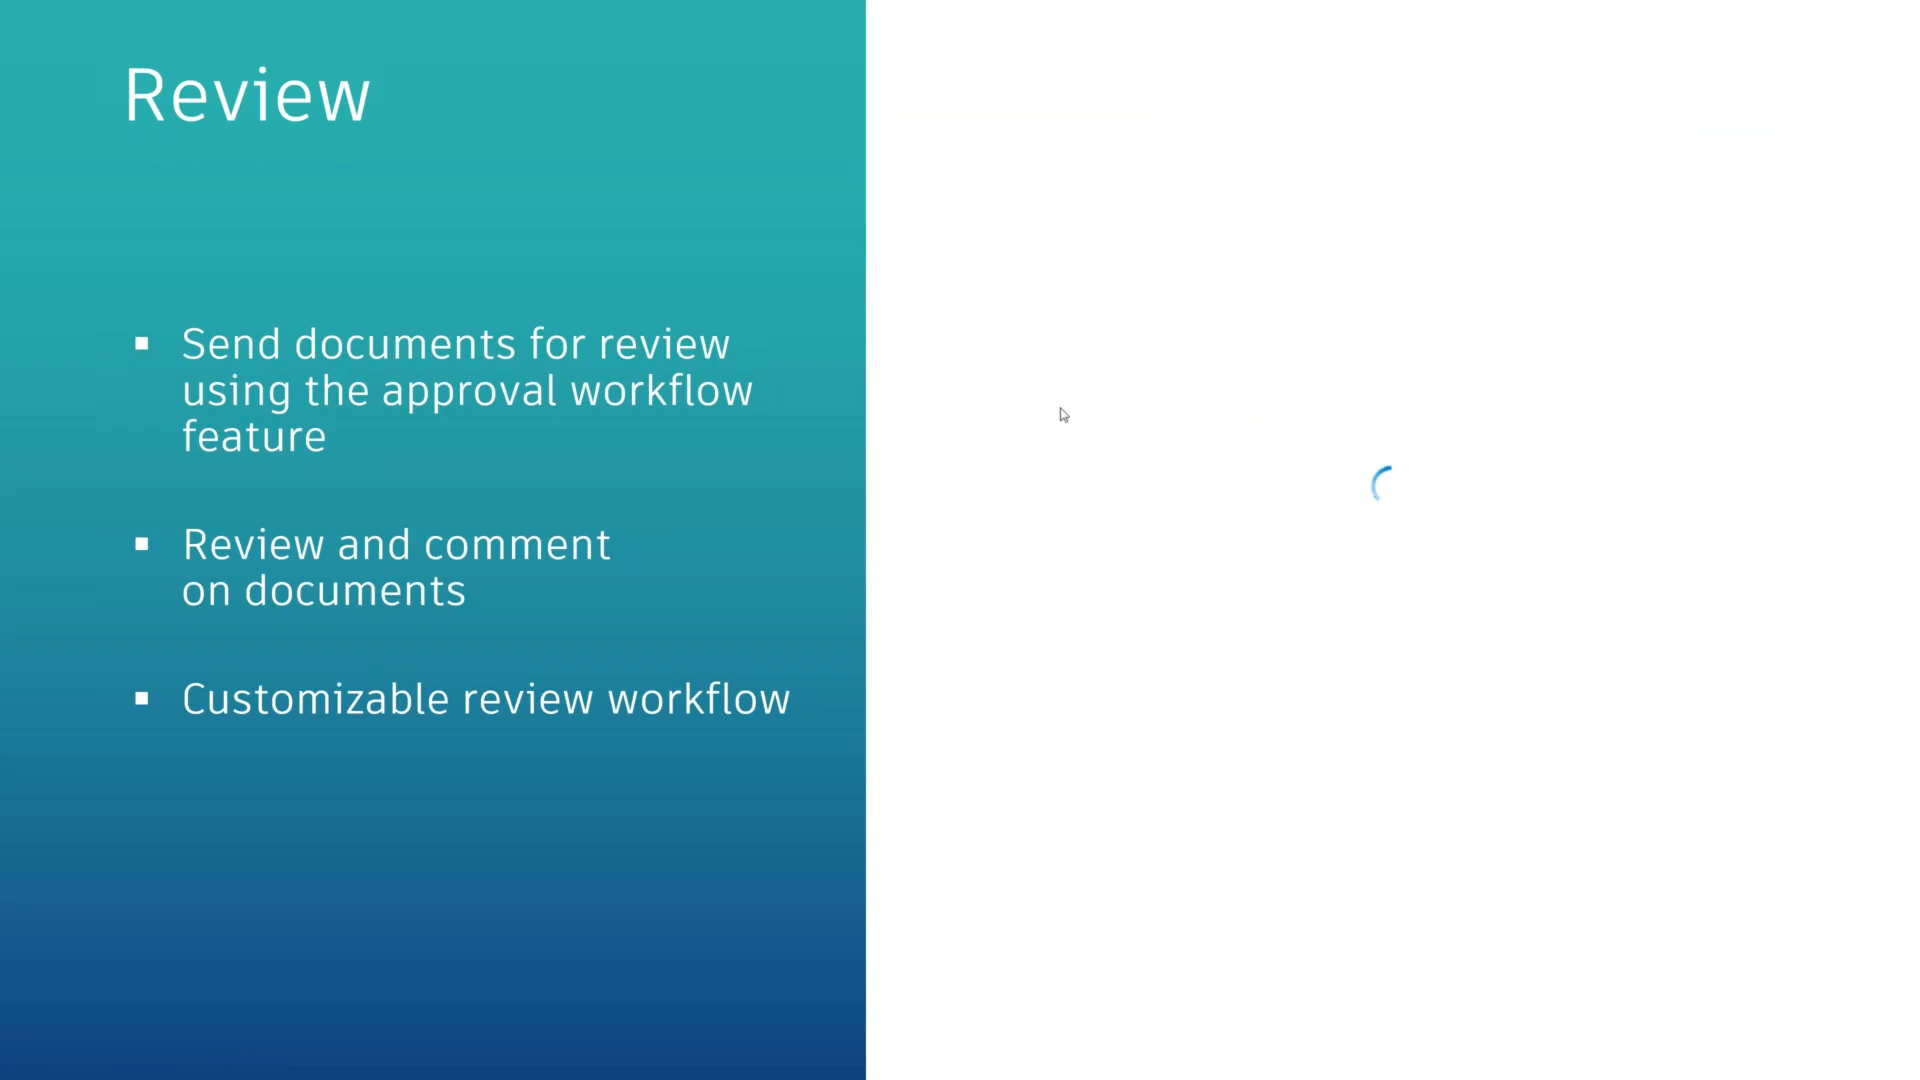 Review
▪ Send documents for review
using the approval workflow
feature
▪ Review and comment
on documents
▪ Customizable review workflow